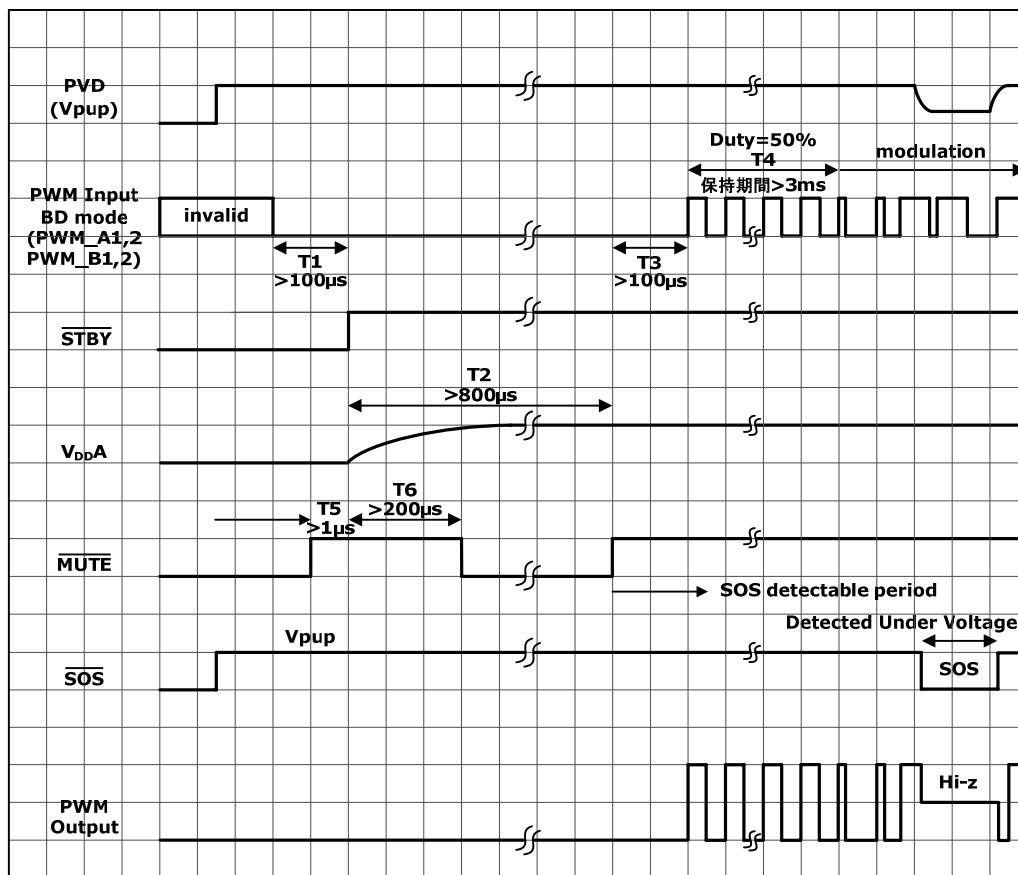 PVD
(Vpup)
Duty=50%
T4
modulation
保持期間>3ms
PWM Input
BD mode
(PWM_A1,2
PWM_B1,2)
invalid
T1
>100μs
T3
>100μs
STBY
T2
>800μs
VDDA
T5
>1μs
T6
>200μs
MUTE
SOS detectable period
Detected Under Voltage
Vpup
SOS
SOS
PWM
Output
Hi-z